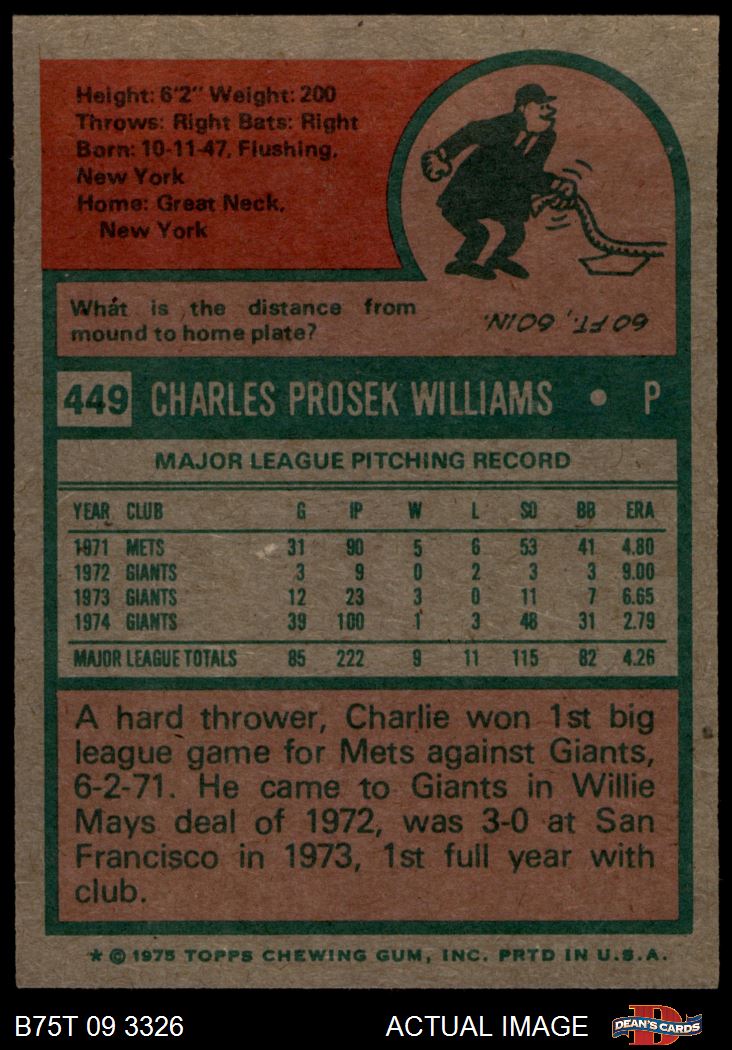 Height: 6'2" Weight: 200
Throws: Right Bats: Right
Born: 10-11-47, Flushing,
New York
Home: Great Neck,
New York
What is the distance from
mound to home plate?
60 FT., 6 IN.
449 CHARLES PROSEK WILLIAMS • P
MAJOR LEAGUE PITCHING RECORD
YEAR CLUB G IP W L SO BB ERA
1971 METS 31 90 5 6 53 41 4.80
1972 GIANTS 3 9 0 2 3 3 9.00
1973 GIANTS 12 23 3 0 11 7 6.65
1974 GIANTS 39 100 1 3 48 31 2.79
MAJOR LEAGUE TOTALS 85 222 9 11 115 82 4.26
A hard thrower, Charlie won 1st big
league game for Mets against Giants,
6-2-71. He came to Giants in Willie
Mays deal of 1972, was 3-0 at San
Francisco in 1973, 1st full year with
club.
* © 1975 TOPPS CHEWING GUM, INC. PRTD IN U.S.A.
B75T 09 3326 ACTUAL IMAGE D DEAN'S CARDS